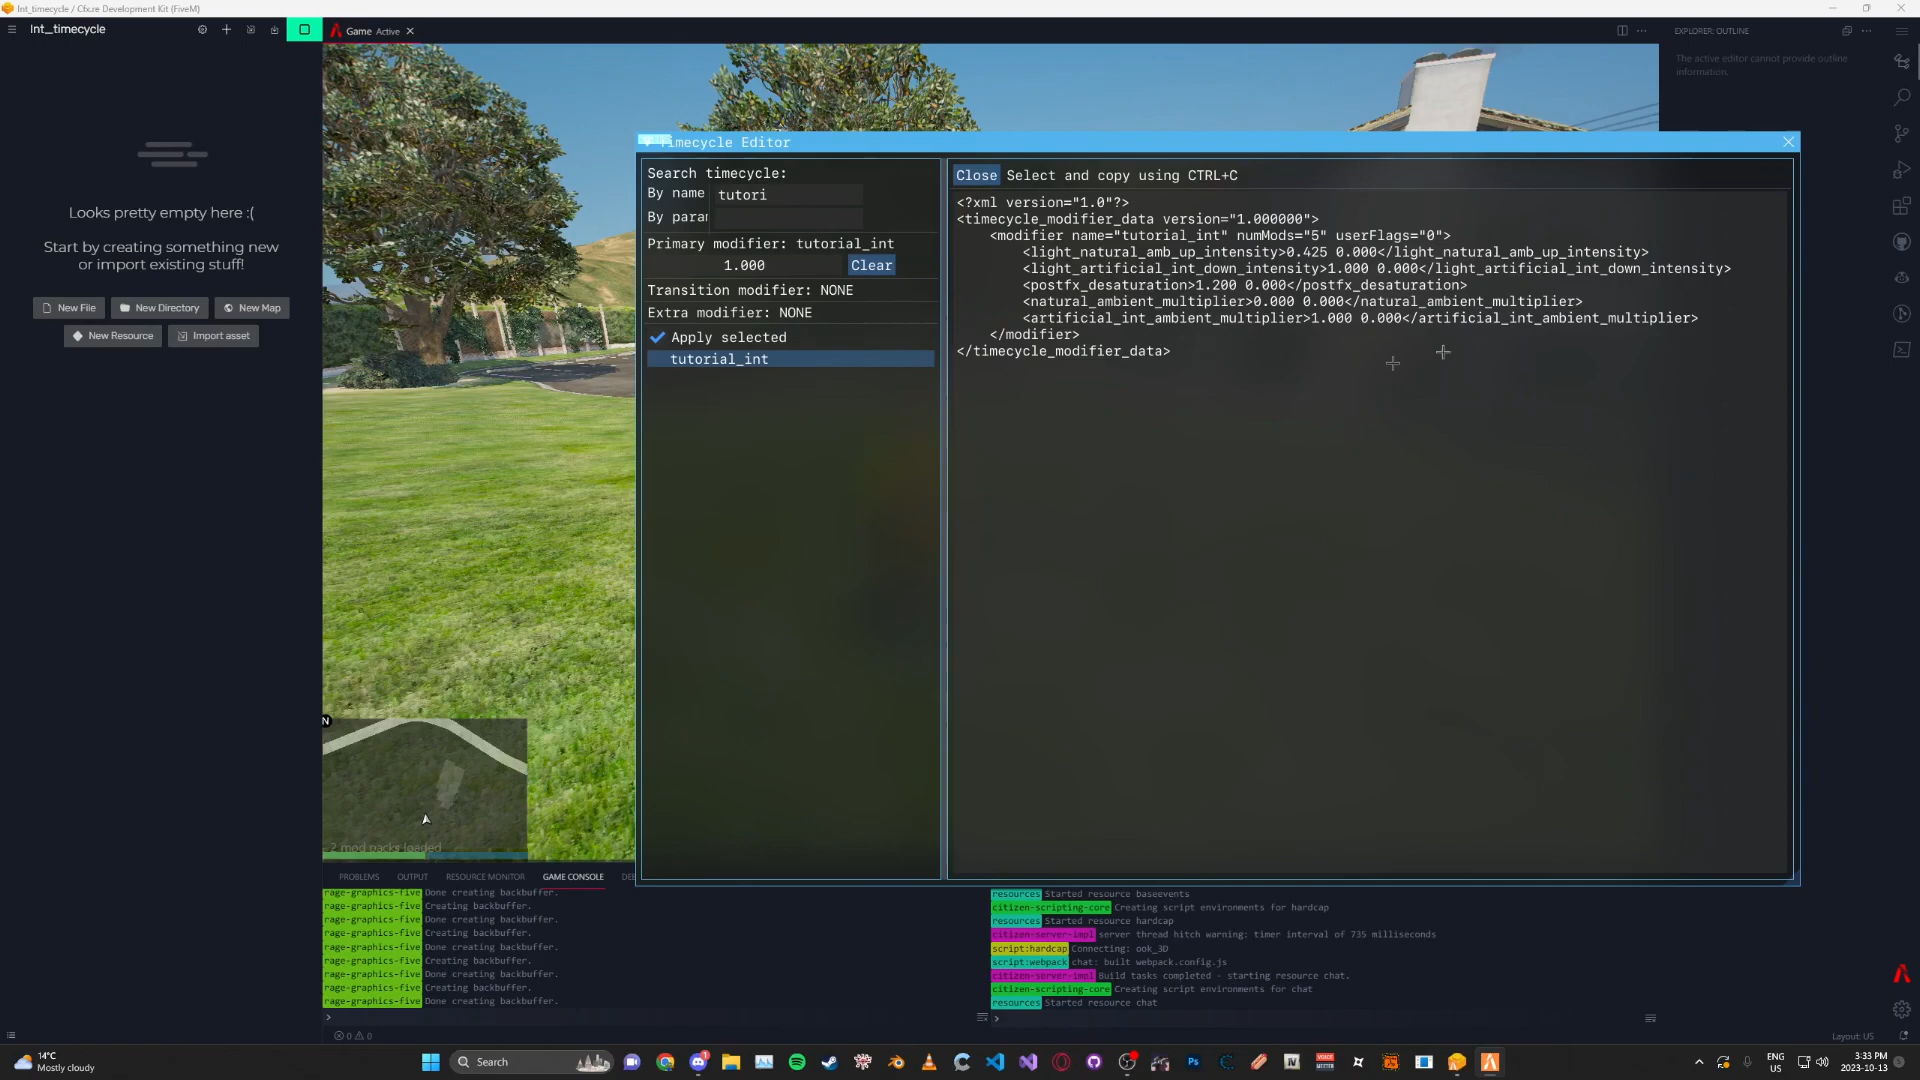 Int_timecycle / Cfx.re Development Kit (FiveM)
Int_timecycle
Game Active
EXPLORER: OUTLINE
The active editor cannot provide outline
information.
Looks pretty empty here :(
Start by creating something new
or import existing stuff!
New File
New Directory
New Map
New Resource
Import asset
Timecycle Editor
Search timecycle:
By name
tutori
By para
Primary modifier: tutorial_int
1.000
Clear
Transition modifier: NONE
Extra modifier: NONE
Apply selected
tutorial_int
Close Select and copy using CTRL+C
<?xml version="1.0"?>
<timecycle_modifier_data version="1.000000">
<modifier name="tutorial_int" numMods="5" userFlags="0">
<light_natural_amb_up_intensity>0.425 0.000</light_natural_amb_up_intensity>
<light_artificial_int_down_intensity>1.000 0.000</light_artificial_int_down_intensity>
<postfx_desaturation>1.200 0.000</postfx_desaturation>
<natural_ambient_multiplier>0.000 0.000</natural_ambient_multiplier>
<artificial_int_ambient_multiplier>1.000 0.000</artificial_int_ambient_multiplier>
</modifier>
</timecycle_modifier_data>
N
2 mod packs loaded
PROBLEMS
OUTPUT
RESOURCE MONITOR
GAME CONSOLE
DE
rage-graphics-five Done creating backbuffer.
rage-graphics-five Creating backbuffer.
rage-graphics-five Done creating backbuffer.
rage-graphics-five Creating backbuffer.
rage-graphics-five Done creating backbuffer.
rage-graphics-five Creating backbuffer.
rage-graphics-five Done creating backbuffer.
rage-graphics-five Creating backbuffer.
rage-graphics-five Done creating backbuffer.
>
resources Started resource baseevents
citizen-scripting-core Creating script environments for hardcap
resources Started resource hardcap
citizen-server-impl server thread hitch warning: timer interval of 735 milliseconds
script:hardcap Connecting: ook_3D
script:webpack chat: built webpack.config.js
citizen-server-impl Build tasks completed - starting resource chat.
citizen-scripting-core Creating script environments for chat
resources Started resource chat
>
0 0
Layout: US
14°C
Mostly cloudy
Search
ENG
US
3:33 PM
2023-10-13